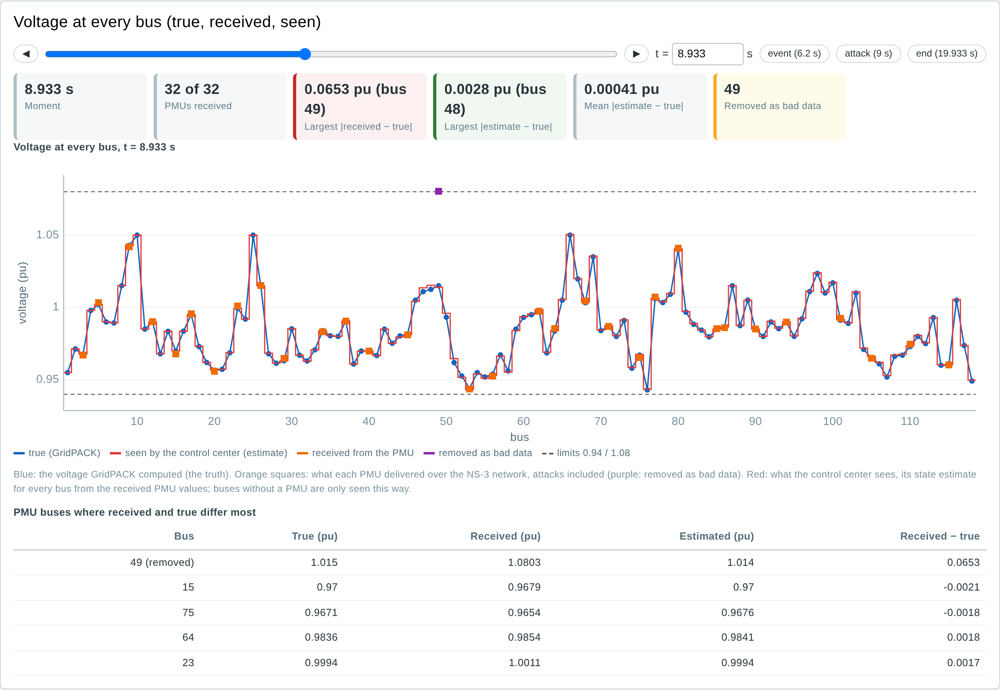 Voltage at every bus (true, received, seen)
◀ ▶ t = 8.933 s event (6.2 s) attack (9 s) end (19.933 s)
8.933 s
Moment
32 of 32
PMUs received
0.0653 pu (bus
49)
Largest |received − true|
0.0028 pu (bus
48)
Largest |estimate − true|
0.00041 pu
Mean |estimate − true|
49
Removed as bad data
Voltage at every bus, t = 8.933 s
1.05
1
0.95
voltage (pu)
10 20 30 40 50 60 70 80 90 100 110
bus
true (GridPACK) seen by the control center (estimate) received from the PMU removed as bad data limits 0.94 / 1.08
Blue: the voltage GridPACK computed (the truth). Orange squares: what each PMU delivered over the NS-3 network, attacks included (purple: removed as bad data). Red: what the control center sees, its state estimate
for every bus from the received PMU values; buses without a PMU are only seen this way.
PMU buses where received and true differ most
Bus True (pu) Received (pu) Estimated (pu) Received − true
49 (removed) 1.015 1.0803 1.014 0.0653
15 0.97 0.9679 0.97 -0.0021
75 0.9671 0.9654 0.9676 -0.0018
64 0.9836 0.9854 0.9841 0.0018
23 0.9994 1.0011 0.9994 0.0017